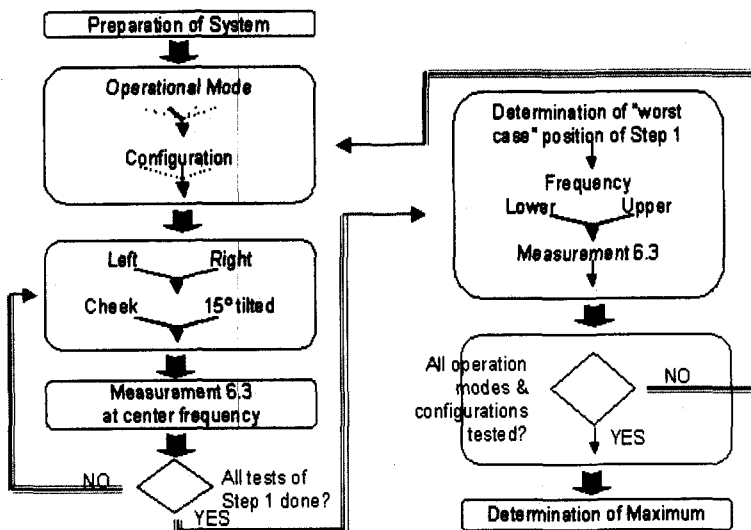 Preparation of System
Operational Mode
Configuration
Left Right
Cheek 15° tilted
Measurement 6.3
at center frequency
NO
All tests of
Step 1 done?
YES
Determination of "worst
case" position of Step 1
Frequency
Lower Upper
Measurement 6.3
All operation
modes &
configurations
tested?
NO
YES
Determination of Maximum